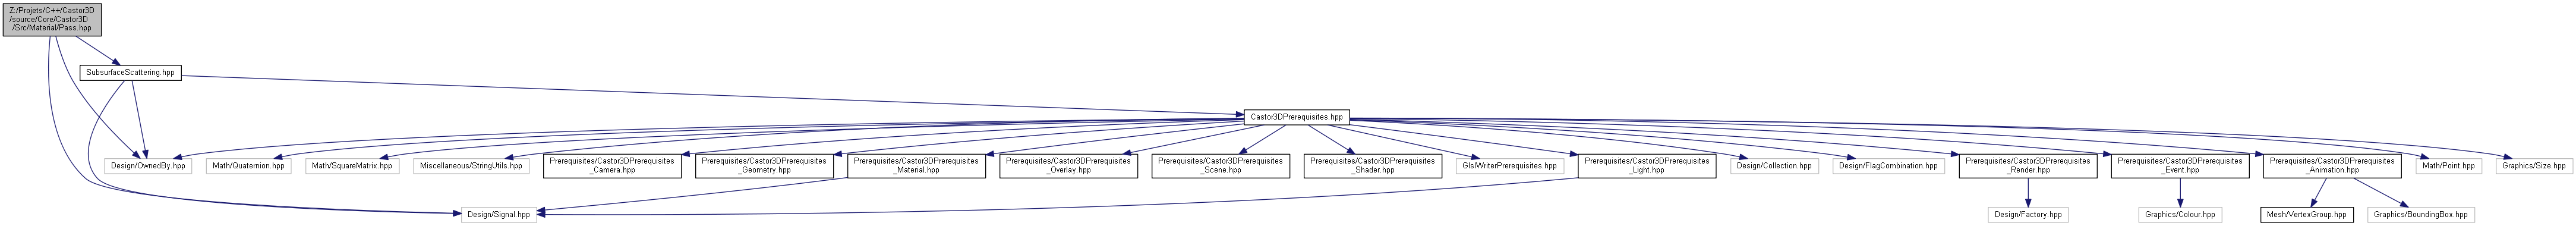 Z:/Projets/C++/Castor3D
/source/Core/Castor3D
/Src/Material/Pass.hpp
SubsurfaceScattering.hpp
Castor3DPrerequisites.hpp
Design/OwnedBy.hpp
Math/Quaternion.hpp
Math/SquareMatrix.hpp
Miscellaneous/StringUtils.hpp
Prerequisites/Castor3DPrerequisites
_Camera.hpp
Prerequisites/Castor3DPrerequisites
_Geometry.hpp
Prerequisites/Castor3DPrerequisites
_Material.hpp
Prerequisites/Castor3DPrerequisites
_Overlay.hpp
Prerequisites/Castor3DPrerequisites
_Scene.hpp
Prerequisites/Castor3DPrerequisites
_Shader.hpp
GlslWriterPrerequisites.hpp
Prerequisites/Castor3DPrerequisites
_Light.hpp
Design/Collection.hpp
Design/FlagCombination.hpp
Prerequisites/Castor3DPrerequisites
_Render.hpp
Prerequisites/Castor3DPrerequisites
_Event.hpp
Prerequisites/Castor3DPrerequisites
_Animation.hpp
Math/Point.hpp
Graphics/Size.hpp
Design/Signal.hpp
Design/Factory.hpp
Graphics/Colour.hpp
Mesh/VertexGroup.hpp
Graphics/BoundingBox.hpp